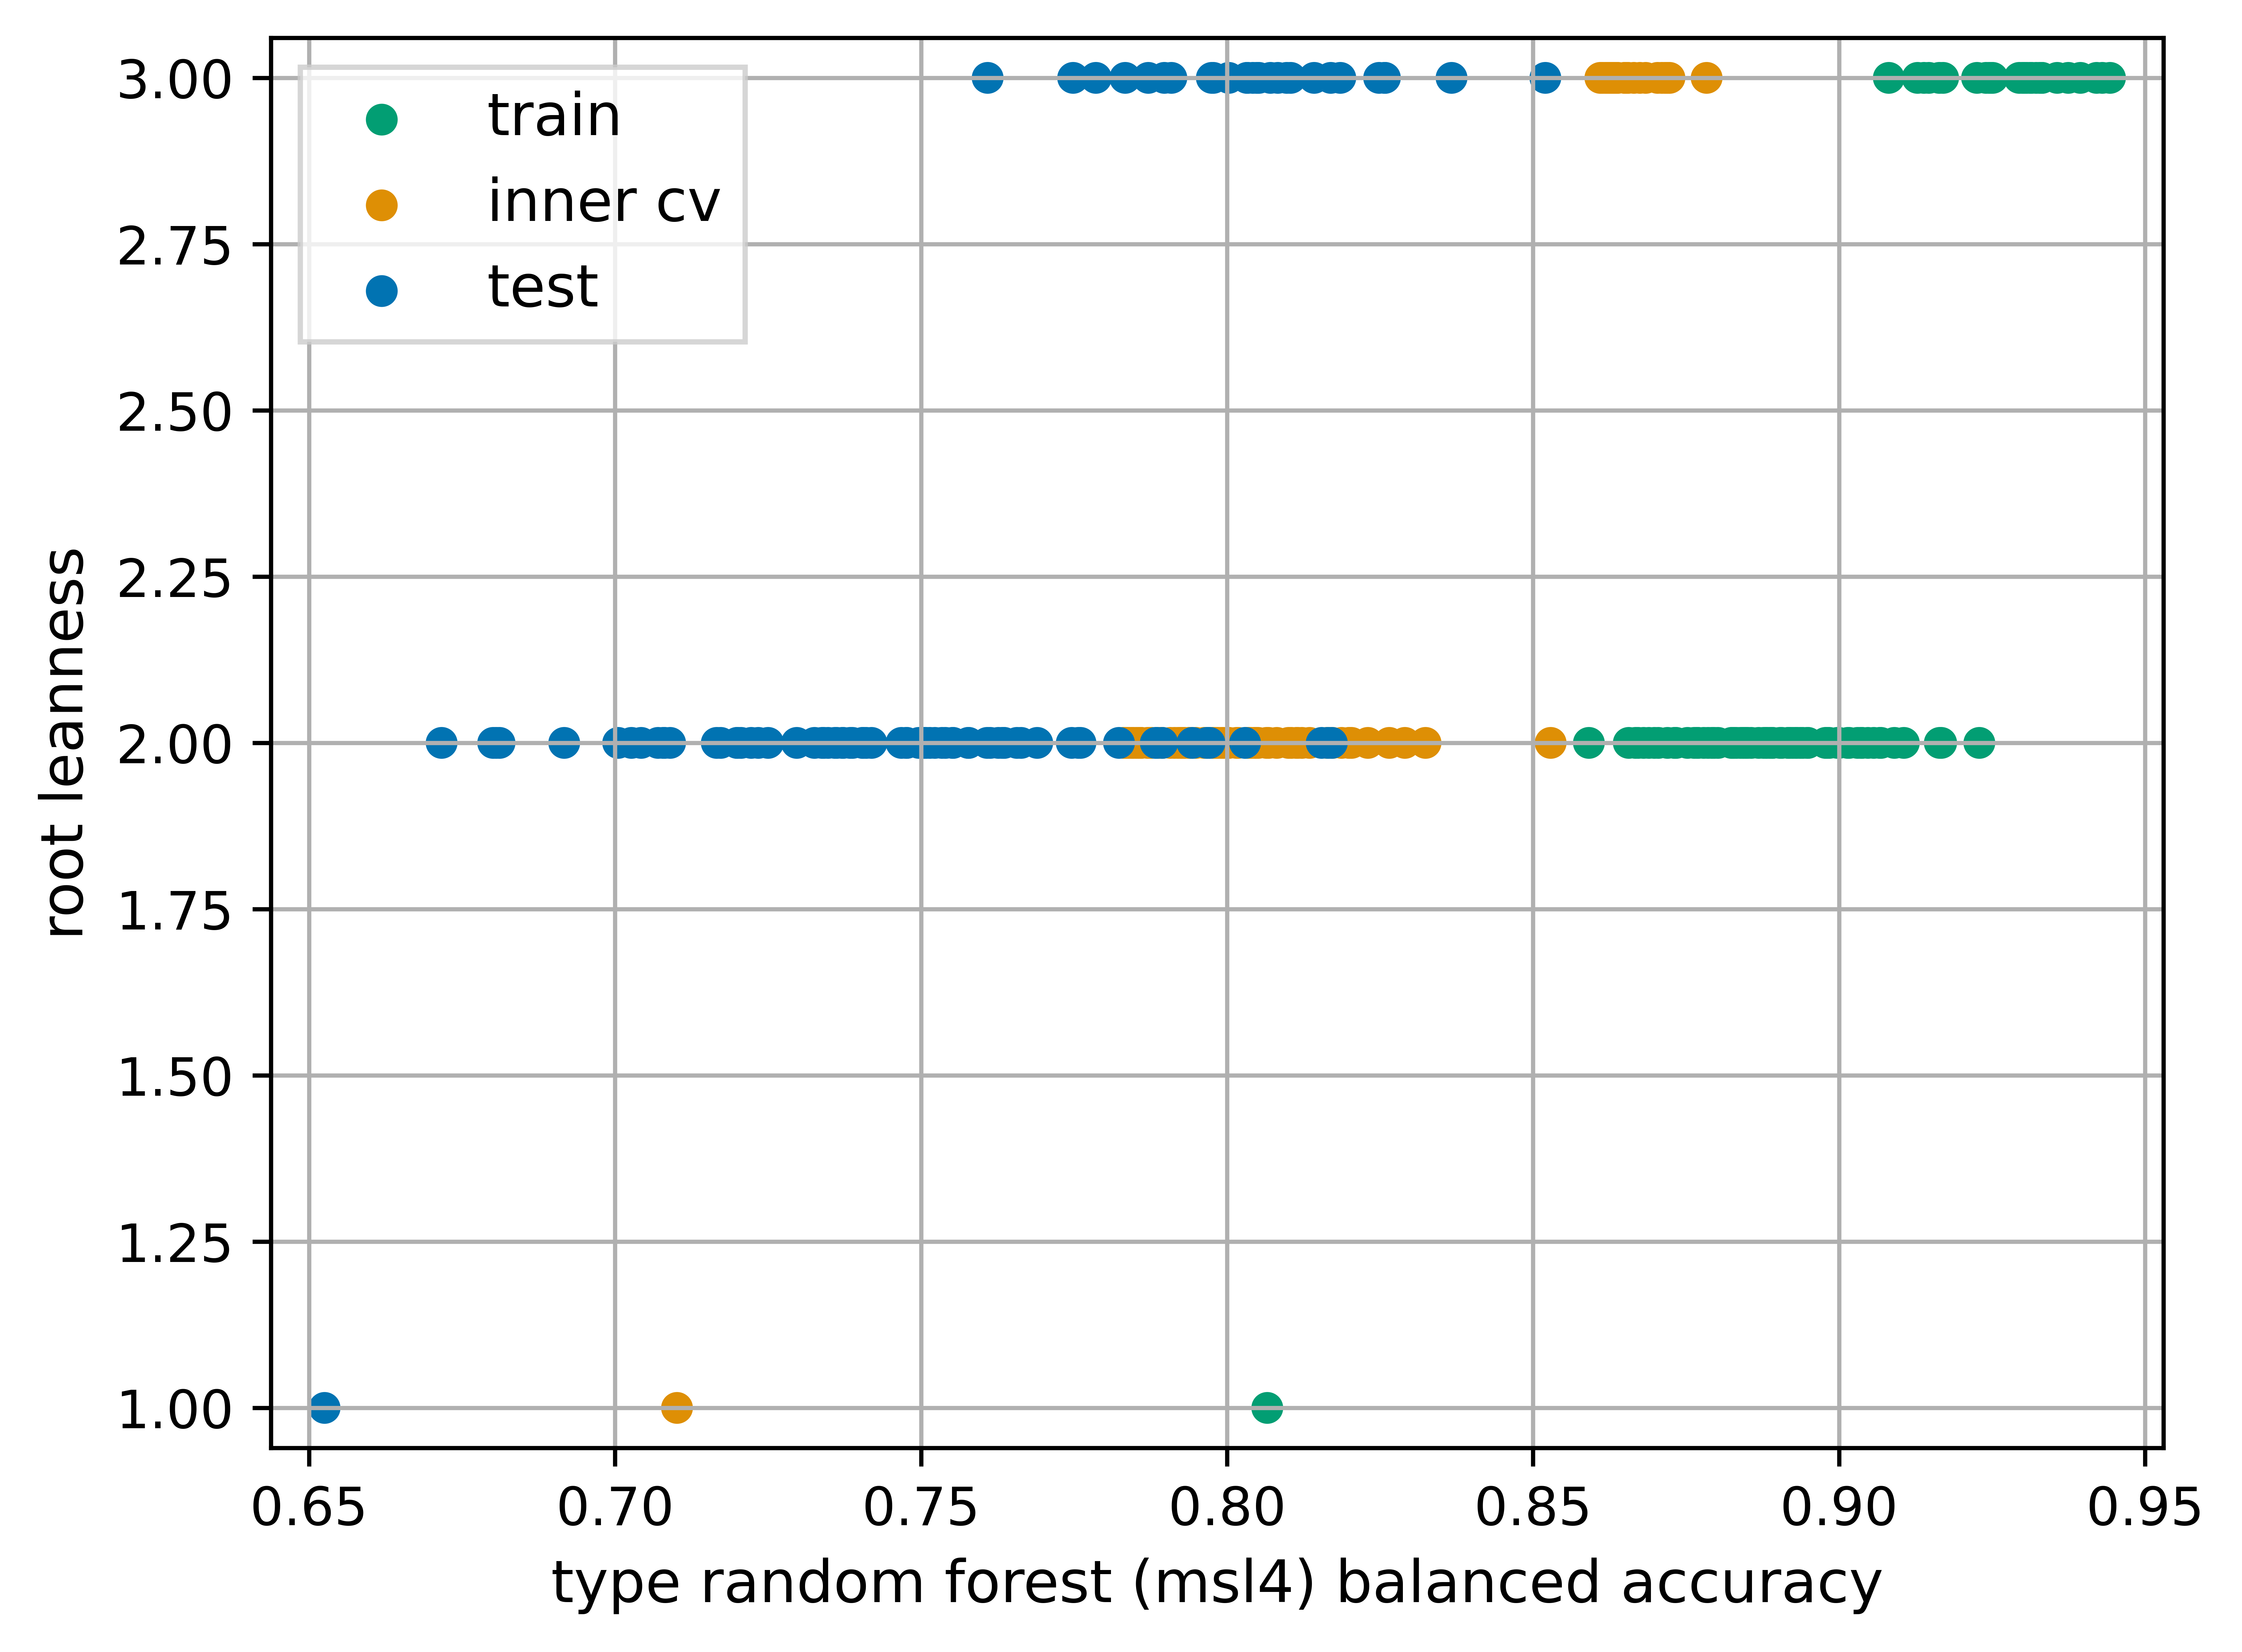 3.00
2.75
2.50
2.25
2.00
1.75
1.50
1.25
1.00
root leanness
train
inner cv
test
0.65 0.70 0.75 0.80 0.85 0.90 0.95
type random forest (msl4) balanced accuracy